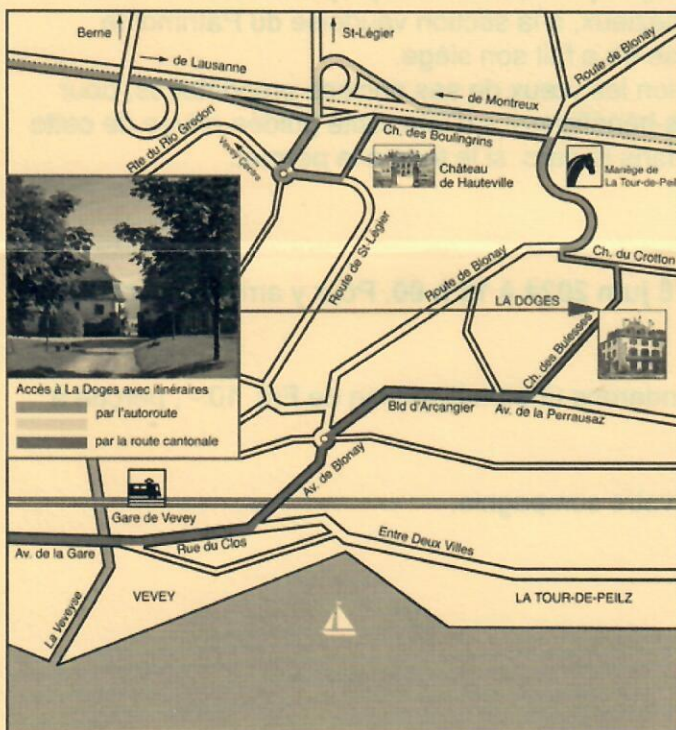 Berne
St-Légier
de Lausanne
Route de Blonay
de Montreux
Ch. des Boulingrins
Rte du Rio Gredon
Vevey Centre
Château
de Hauteville
Manège de
La Tour-de-Peilz
Route de St-Légier
Route de Blonay
Ch. du Crotton
LA DOGES
Ch. des Bulesses
Accès à La Doges avec itinéraires
par l'autoroute
par la route cantonale
Bld d'Arcangier
Av. de la Perrausaz
Av. de Blonay
Gare de Vevey
Av. de la Gare
Rue du Clos
Entre Deux Villes
La Veveyse
VEVEY
LA TOUR-DE-PEILZ